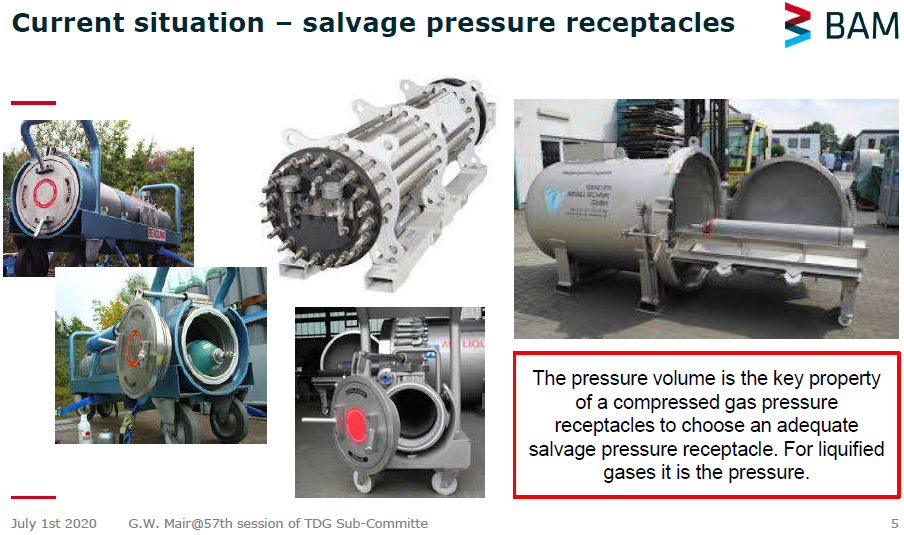 Current situation – salvage pressure receptacles
BAM
The pressure volume is the key property
of a compressed gas pressure
receptacles to choose an adequate
salvage pressure receptacle. For liquified
gases it is the pressure.
July 1st 2020
G.W. Mair@57th session of TDG Sub-Committe
5